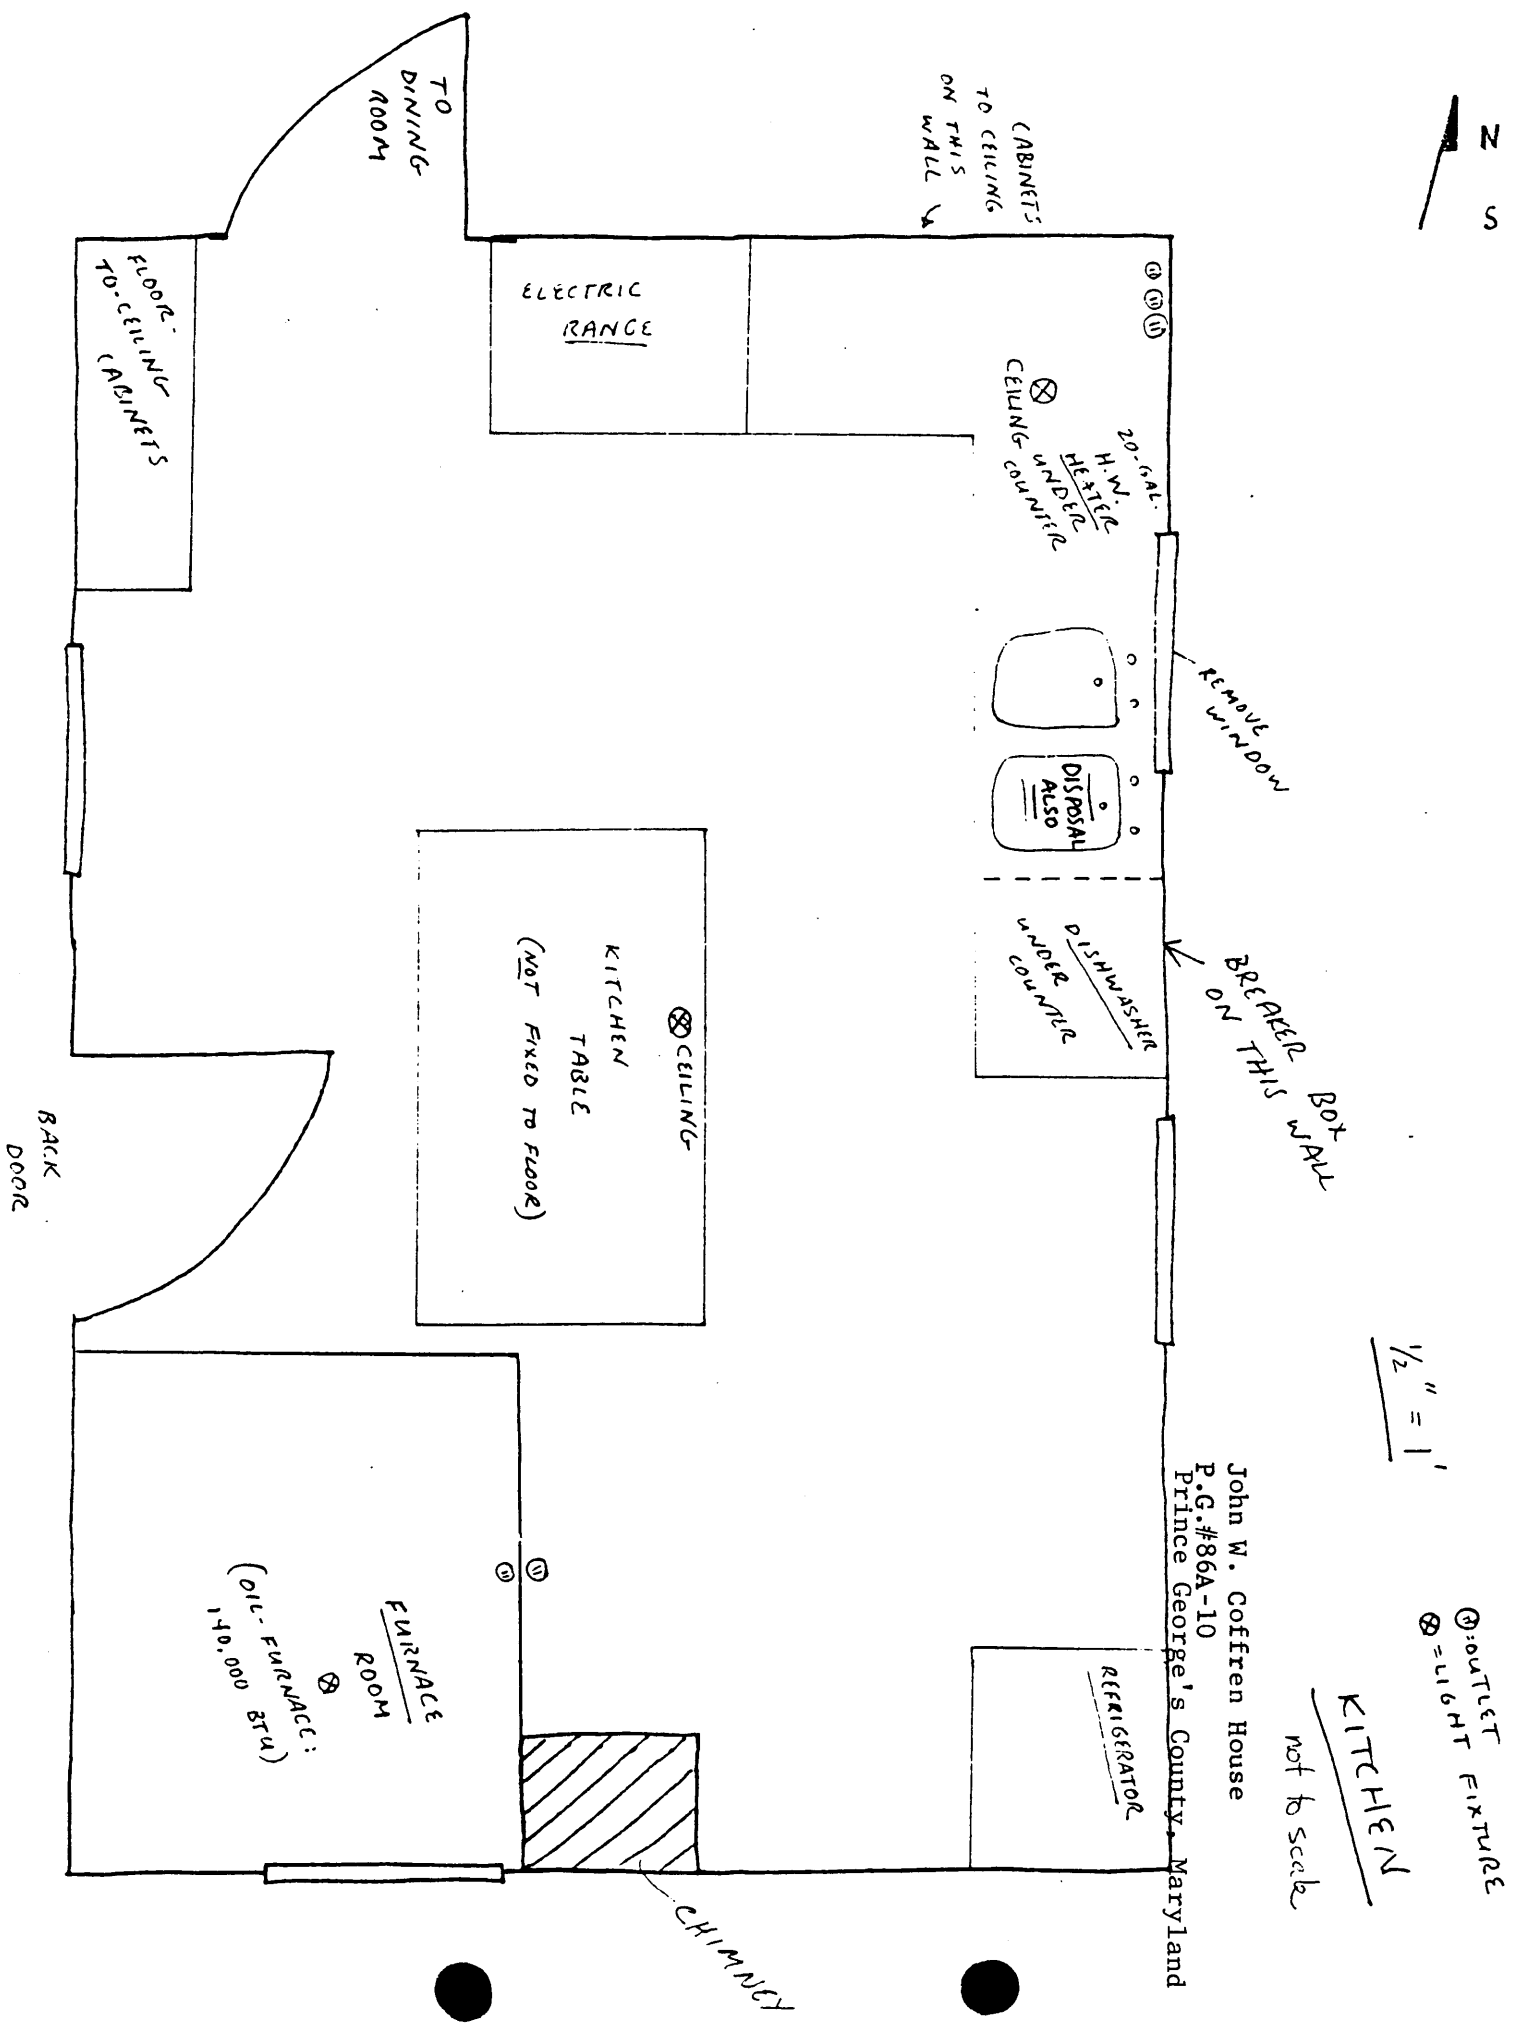 N
S
TO
DINING
ROOM
CABINETS
TO CEILING
ON THIS
WALL
ELECTRIC
RANGE
FLOOR-
TO-CEILING
CABINETS
20-GAL.
H.W.
HEATER
UNDER
COUNTER
CEILING
REMOVE
WINDOW
DISPOSAL
ALSO
DISHWASHER
UNDER
COUNTER
BREAKER BOX
ON THIS WALL
CEILING
KITCHEN
TABLE
(NOT FIXED TO FLOOR)
BACK
DOOR
1/2" = 1'
John W. Coffren House
P.G.#86A-10
Prince George's County, Maryland
=OUTLET
=LIGHT FIXTURE
KITCHEN
not to scale
REFRIGERATOR
FURNACE
ROOM
(OIL-FURNACE:
140,000 BTU)
CHIMNEY